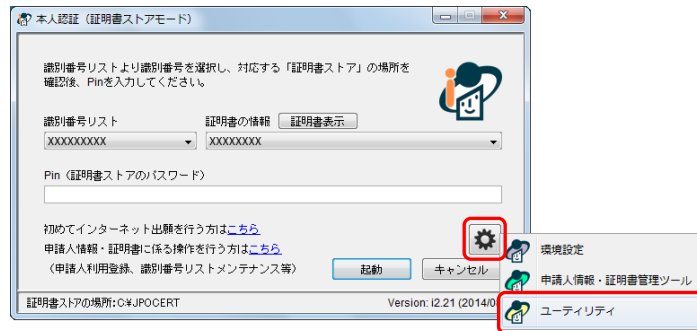 本人認証（証明書ストアモード）
識別番号リストより識別番号を選択し、対応する「証明書ストア」の場所を
確認後、Pinを入力してください。
識別番号リスト
証明書の情報 証明書表示
XXXXXXXXX
XXXXXXXX
Pin（証明書ストアのパスワード）
初めてインターネット出願を行う方はこちら
申請人情報・証明書に係る操作を行う方はこちら
（申請人利用登録、識別番号リストメンテナンス等）
起動
キャンセル
証明書ストアの場所:C:¥JPOCERT
Version: i2.21 (2014/0
環境設定
申請人情報・証明書管理ツール
ユーティリティ